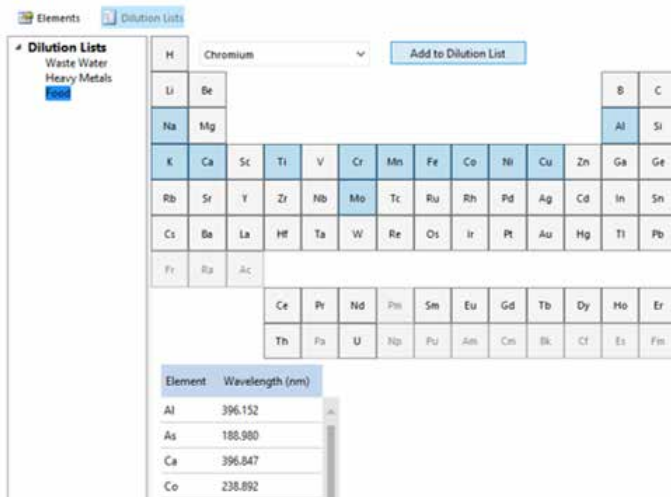 Elements Dilution Lists
Dilution Lists
Waste Water
Heavy Metals
Food
H Chromium Add to Dilution List
Li Be B C
Na Mg Al Si
K Ca Sc Ti V Cr Mn Fe Co Ni Cu Zn Ga Ge
Rb Sr Y Zr Nb Mo Tc Ru Rh Pd Ag Cd In Sn
Cs Ba La Hf Ta W Re Os Ir Pt Au Hg Tl Pb
Fr Ra Ac
Ce Pr Nd Pm Sm Eu Gd Tb Dy Ho Er
Th Pa U Np Pu Am Cm Bk Cf Es Fm
Element Wavelength (nm)
Al 396.152
As 188.980
Ca 396.847
Co 238.892